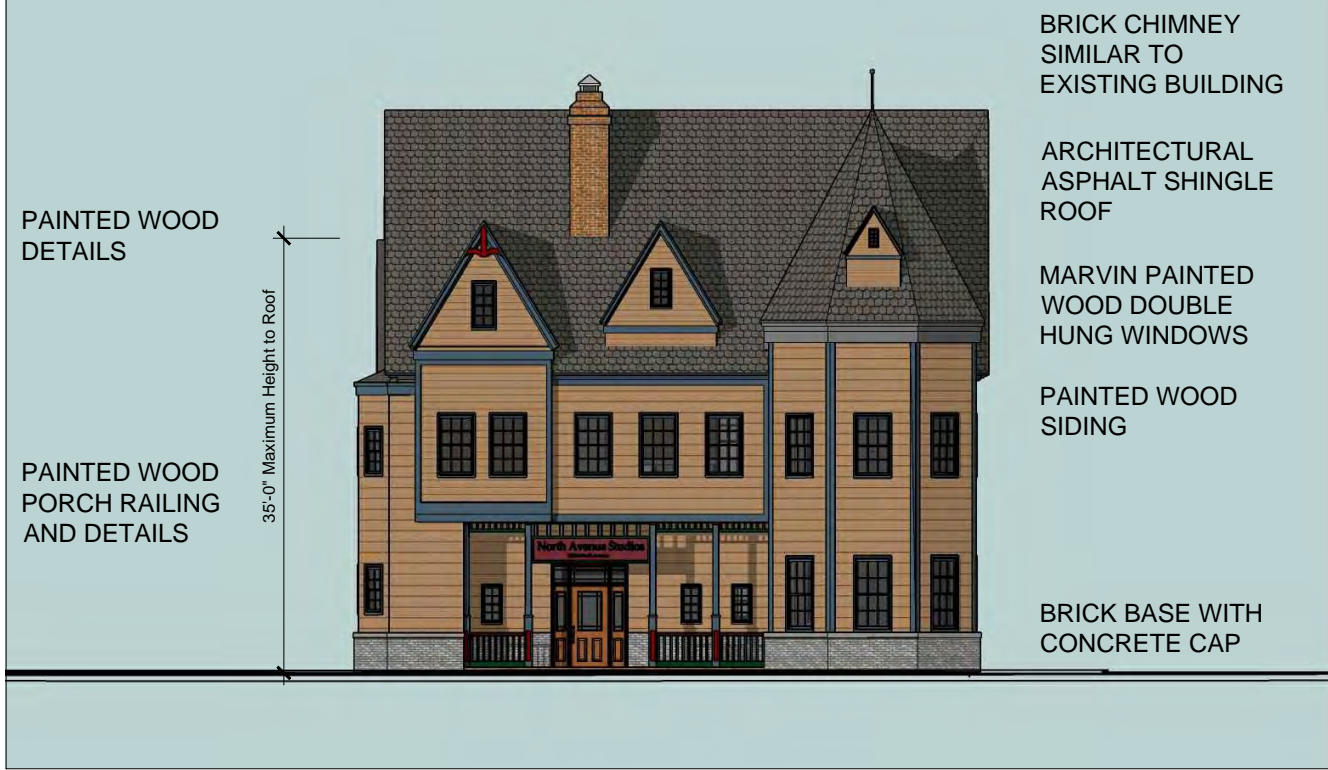 BRICK CHIMNEY
SIMILAR TO
EXISTING BUILDING
ARCHITECTURAL
ASPHALT SHINGLE
ROOF
MARVIN PAINTED
WOOD DOUBLE
HUNG WINDOWS
PAINTED WOOD
SIDING
BRICK BASE WITH
CONCRETE CAP
PAINTED WOOD
DETAILS
PAINTED WOOD
PORCH RAILING
AND DETAILS
35'-0" Maximum Height to Roof
North Avenue Studios